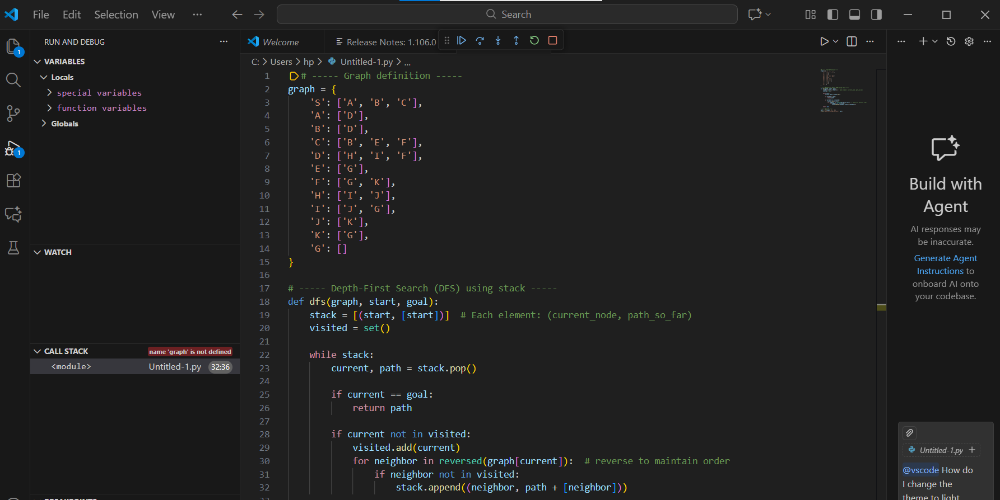 File Edit Selection View ...
Search
RUN AND DEBUG
VARIABLES
Locals
special variables
function variables
Globals
WATCH
CALL STACK
name 'graph' is not defined
<module> Untitled-1.py 32:36
1
1
Welcome
Release Notes: 1.106.0
C: > Users > hp > Untitled-1.py > ...
1 # ----- Graph definition -----
2 graph = {
3     'S': ['A', 'B', 'C'],
4     'A': ['D'],
5     'B': ['D'],
6     'C': ['B', 'E', 'F'],
7     'D': ['H', 'I', 'F'],
8     'E': ['G'],
9     'F': ['G', 'K'],
10     'H': ['I', 'J'],
11     'I': ['J', 'G'],
12     'J': ['K'],
13     'K': ['G'],
14     'G': []
15 }
16
17 # ----- Depth-First Search (DFS) using stack -----
18 def dfs(graph, start, goal):
19     stack = [(start, [start])]  # Each element: (current_node, path_so_far)
20     visited = set()
21
22     while stack:
23         current, path = stack.pop()
24
25         if current == goal:
26             return path
27
28         if current not in visited:
29             visited.add(current)
30             for neighbor in reversed(graph[current]):  # reverse to maintain order
31                 if neighbor not in visited:
32                     stack.append((neighbor, path + [neighbor]))
Build with
Agent
AI responses may
be inaccurate.
Generate Agent
Instructions to
onboard AI onto
your codebase.
Untitled-1.py +
@vscode How do
I change the
theme to light